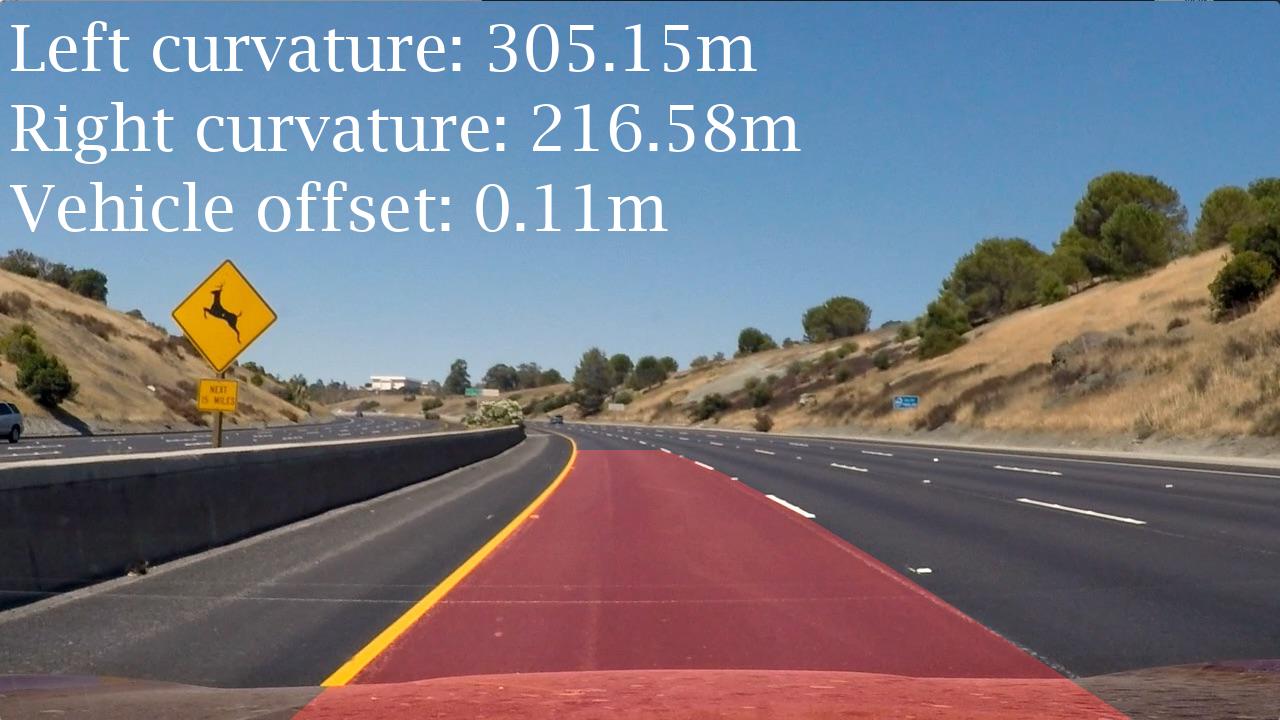 Left curvature: 305.15m
Right curvature: 216.58m
Vehicle offset: 0.11m
NEXT
15 MILES